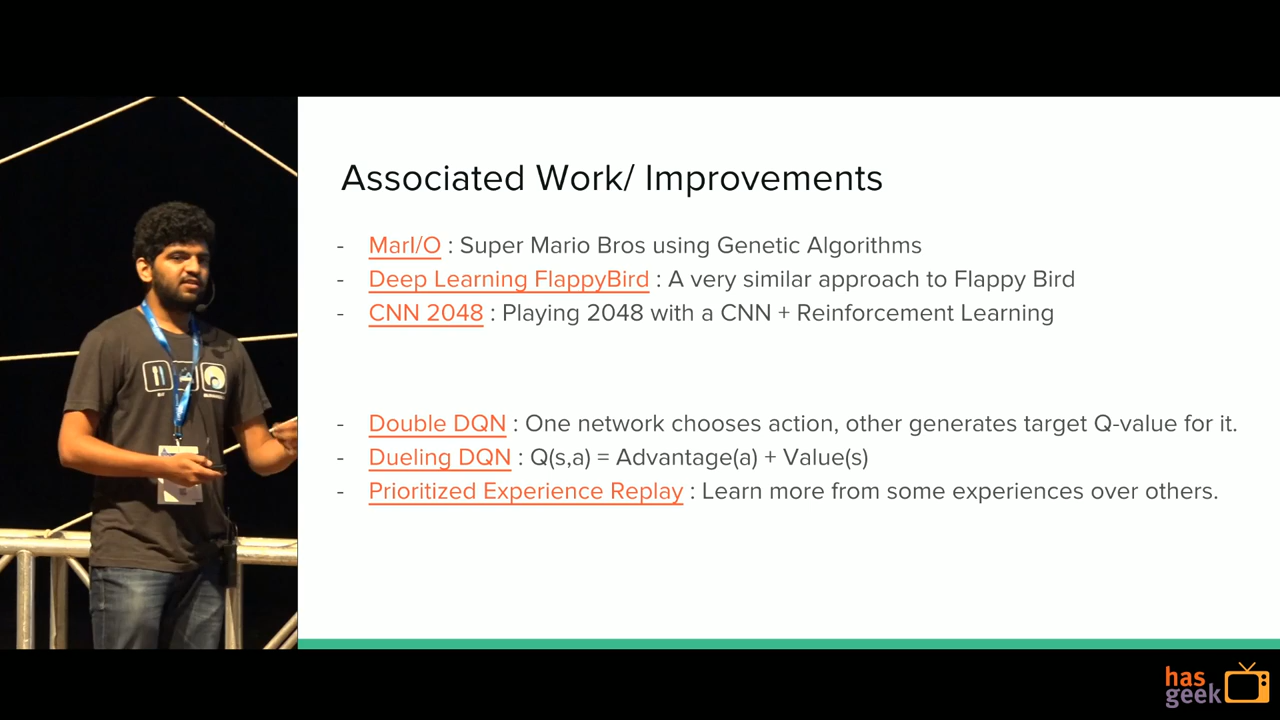 Associated Work/ Improvements
- MarI/O : Super Mario Bros using Genetic Algorithms
- Deep Learning FlappyBird : A very similar approach to Flappy Bird
- CNN 2048 : Playing 2048 with a CNN + Reinforcement Learning
- Double DQN : One network chooses action, other generates target Q-value for it.
- Dueling DQN : Q(s,a) = Advantage(a) + Value(s)
- Prioritized Experience Replay : Learn more from some experiences over others.
has
geek